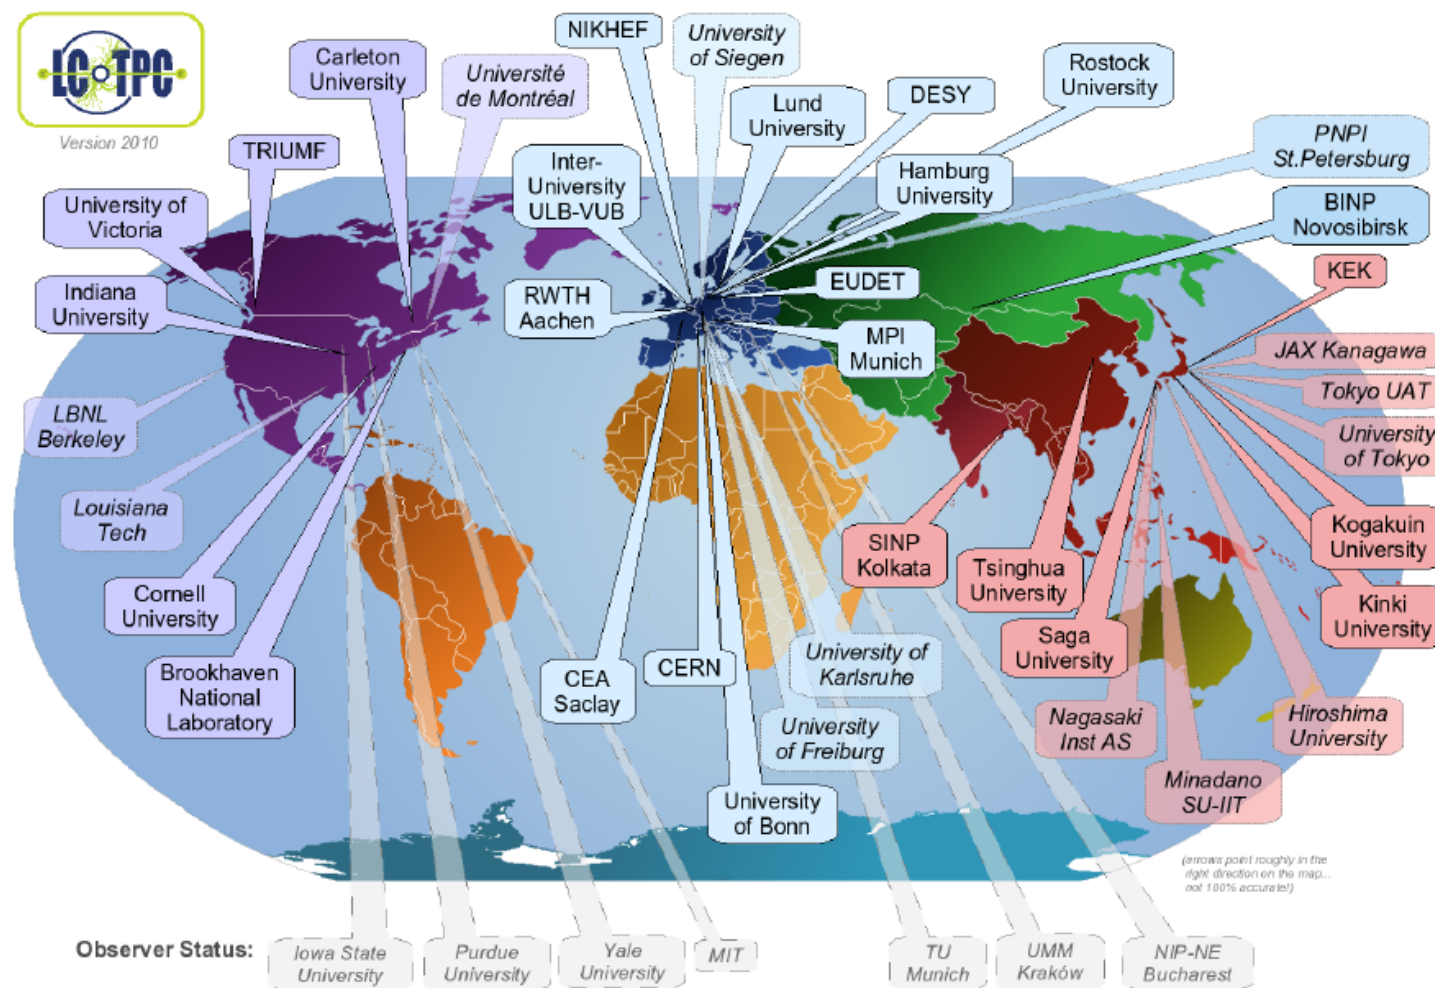 LC TPC
Version 2010
Carleton
University
Université
de Montréal
NIKHEF
University
of Siegen
Lund
University
DESY
Rostock
University
PNPI
St.Petersburg
TRIUMF
Inter-
University
ULB-VUB
Hamburg
University
BINP
Novosibirsk
University of
Victoria
Indiana
University
RWTH
Aachen
EUDET
KEK
MPI
Munich
JAX Kanagawa
Tokyo UAT
University
of Tokyo
LBNL
Berkeley
Louisiana
Tech
Cornell
University
Brookhaven
National
Laboratory
CEA
Saclay
CERN
University of
Karlsruhe
University
of Freiburg
University
of Bonn
SINP
Kolkata
Tsinghua
University
Saga
University
Kogakuin
University
Kinki
University
Nagasaki
Inst AS
Hiroshima
University
Minadano
SU-IIT
(arrows point roughly in the
right direction on the map...
not 100% accurate!)
Observer Status:
Iowa State
University
Purdue
University
Yale
University
MIT
TU
Munich
UMM
Kraków
NIP-NE
Bucharest